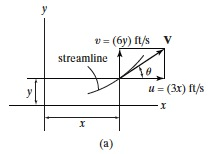 y
v = (6y) ft/s V
streamline
θ
y
u = (3x) ft/s
x
x
(a)